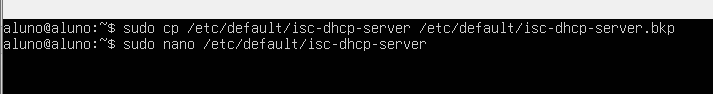 aluno@aluno:~$ sudo cp /etc/default/isc-dhcp-server /etc/default/isc-dhcp-server.bkp
aluno@aluno:~$ sudo nano /etc/default/isc-dhcp-server